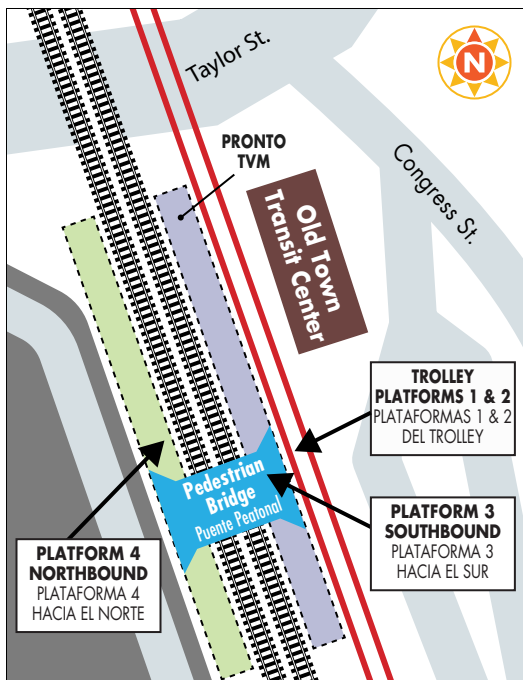 Taylor St.
N
PRONTO
TVM
Congress St.
Old Town
Transit Center
TROLLEY
PLATFORMS 1 & 2
PLATAFORMAS 1 & 2
DEL TROLLEY
Pedestrian
Bridge
Puente Peatonal
PLATFORM 3
SOUTHBOUND
PLATAFORMA 3
HACIA EL SUR
PLATFORM 4
NORTHBOUND
PLATAFORMA 4
HACIA EL NORTE